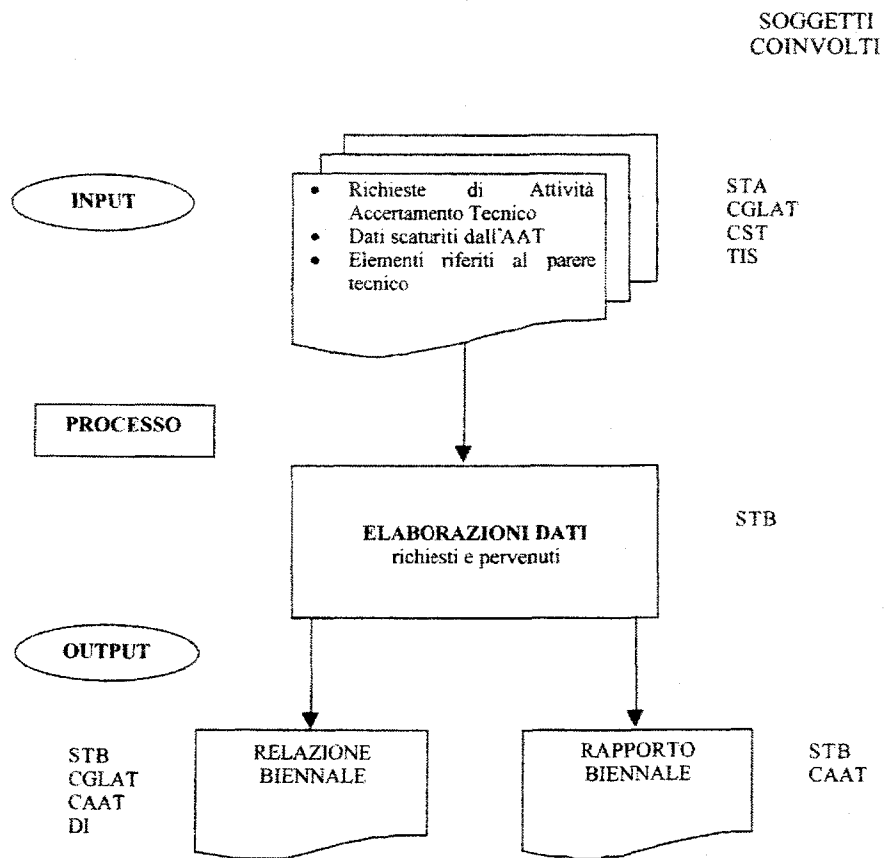 SOGGETTI
COINVOLTI
INPUT
• Richieste di Attività
Accertamento Tecnico
• Dati scaturiti dall'AAT
• Elementi riferiti al parere
tecnico
STA
CGLAT
CST
TIS
PROCESSO
ELABORAZIONI DATI
richiesti e pervenuti
STB
OUTPUT
STB
CGLAT
CAAT
DI
RELAZIONE
BIENNALE
RAPPORTO
BIENNALE
STB
CAAT